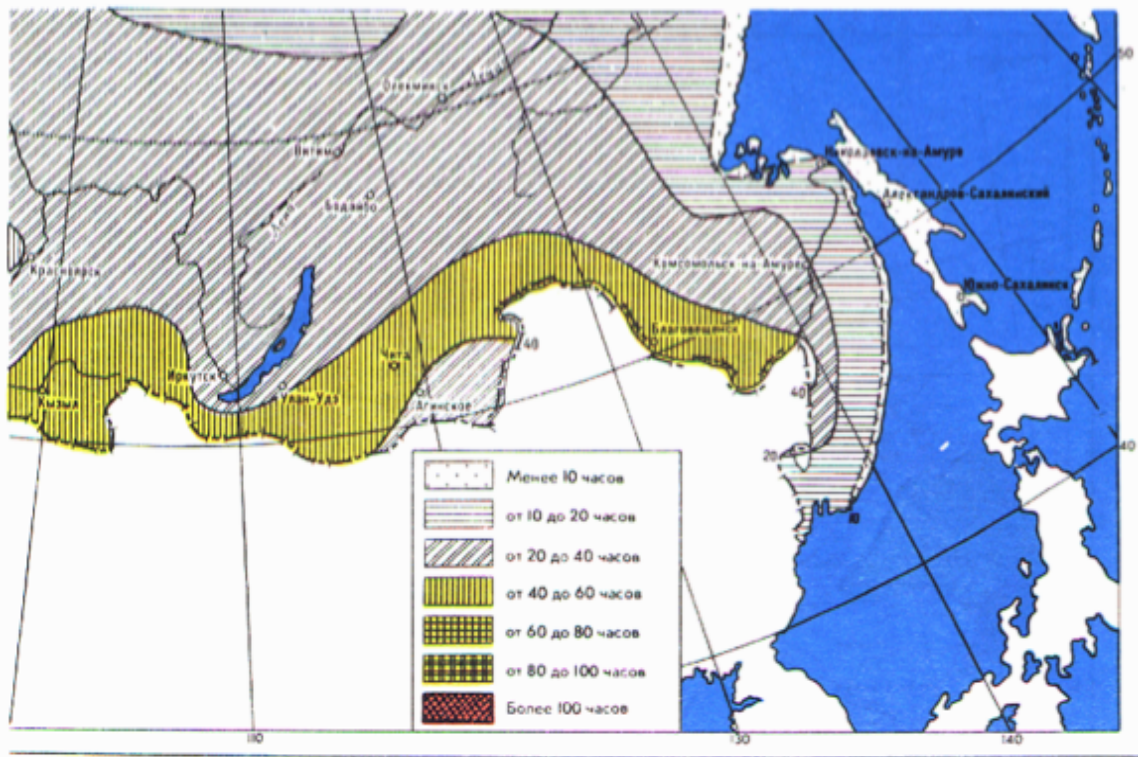 50
Олекминск
Лена
Витим
Николаевск-на-Амуре
Бодайбо
Александров-Сахалинский
Лена
Красноярск
Комсомольск-на-Амуре
Южно-Сахалинск
Благовещенск
40
Чита
Иркутск
Улан-Удэ
Кызыл
Агинское
40
40
20
Менее 10 часов
от 10 до 20 часов
от 20 до 40 часов
от 40 до 60 часов
от 60 до 80 часов
от 80 до 100 часов
Более 100 часов
110
130
140